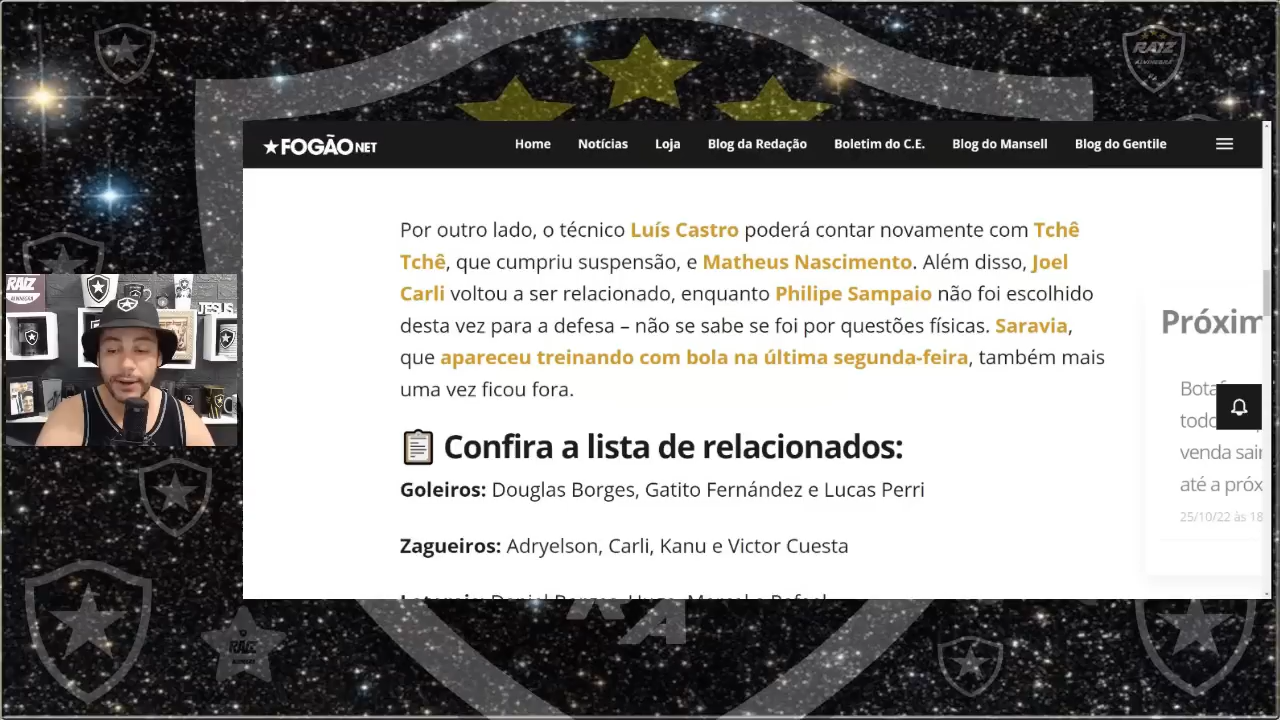 RAIZ
ALVINEGRA
★FOGÃO NET
Home
Notícias
Loja
Blog da Redação
Boletim do C.E.
Blog do Mansell
Blog do Gentile
Por outro lado, o técnico Luís Castro poderá contar novamente com Tchê
Tchê, que cumpriu suspensão, e Matheus Nascimento. Além disso, Joel
Carli voltou a ser relacionado, enquanto Philipe Sampaio não foi escolhido
desta vez para a defesa – não se sabe se foi por questões físicas. Saravia,
que apareceu treinando com bola na última segunda-feira, também mais
uma vez ficou fora.
📋 Confira a lista de relacionados:
Goleiros: Douglas Borges, Gatito Fernández e Lucas Perri
Zagueiros: Adryelson, Carli, Kanu e Victor Cuesta
Próxim
todo
venda sai
até a próx
25/10/22 às 18
RAIZ
ALVINEGRA
JESUS
RAIZ